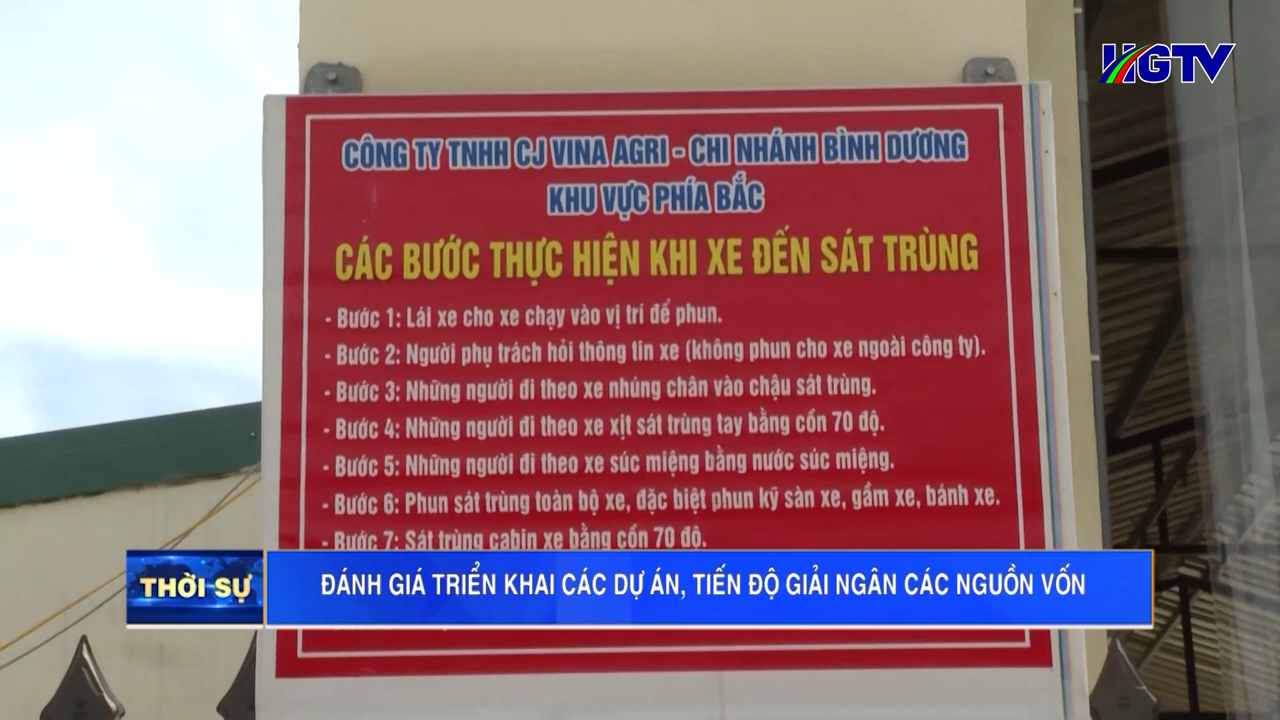 HGTV
CÔNG TY TNHH CJ VINA AGRI - CHI NHÁNH BÌNH DƯƠNG
KHU VỰC PHÍA BẮC
CÁC BƯỚC THỰC HIỆN KHI XE ĐẾN SÁT TRÙNG
- Bước 1: Lái xe cho xe chạy vào vị trí để phun.
- Bước 2: Người phụ trách hỏi thông tin xe (không phun cho xe ngoài công ty).
- Bước 3: Những người đi theo xe nhúng chân vào chậu sát trùng.
- Bước 4: Những người đi theo xe xịt sát trùng tay bằng cồn 70 độ.
- Bước 5: Những người đi theo xe súc miệng bằng nước súc miệng.
- Bước 6: Phun sát trùng toàn bộ xe, đặc biệt phun kỹ sàn xe, gầm xe, bánh xe.
- Bước 7: Sát trùng cabin xe bằng cồn 70 độ.
THỜI SỰ
ĐÁNH GIÁ TRIỂN KHAI CÁC DỰ ÁN, TIẾN ĐỘ GIẢI NGÂN CÁC NGUỒN VỐN